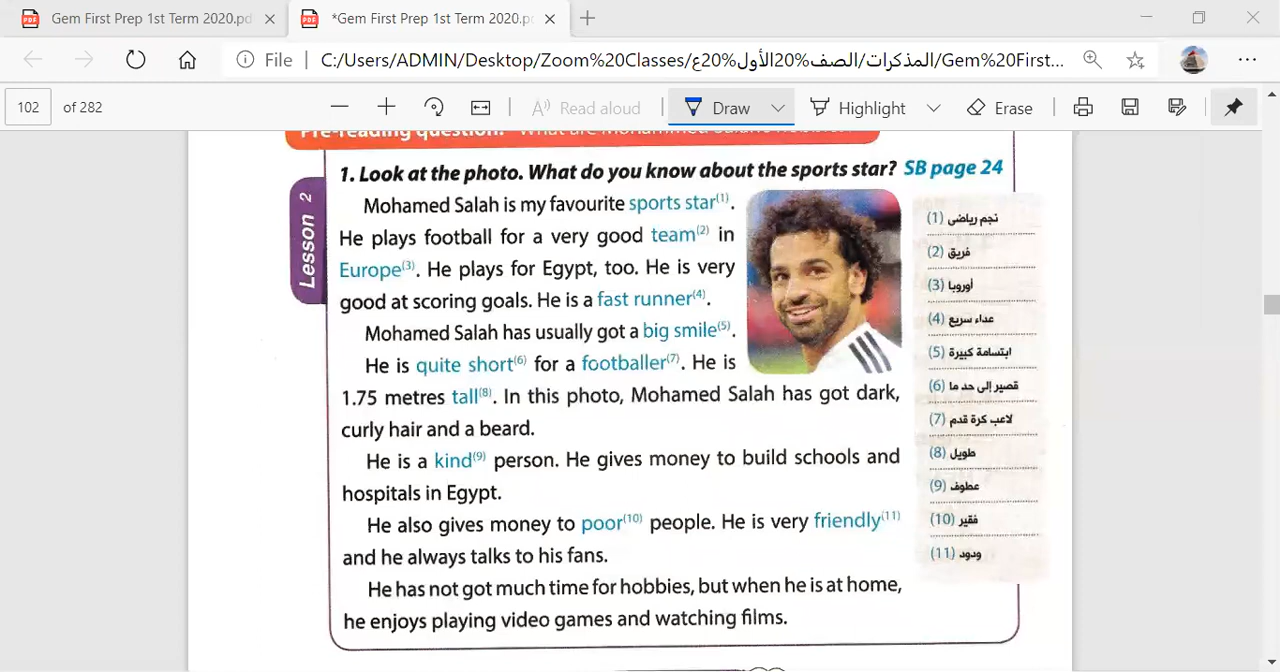 Gem First Prep 1st Term 2020.pd
*Gem First Prep 1st Term 2020.pd
File
C:/Users/ADMIN/Desktop/Zoom%20Classes/المذكرات/الصف%20الأول%20ع/Gem%20First...
102 of 282
Read aloud
Draw
Highlight
Erase
Pre-reading question: What are Mohammed Salah's hobbies?
1. Look at the photo. What do you know about the sports star? SB page 24
Lesson 2
Mohamed Salah is my favourite sports star(1).
He plays football for a very good team(2) in
Europe(3). He plays for Egypt, too. He is very
good at scoring goals. He is a fast runner(4).
Mohamed Salah has usually got a big smile(5).
He is quite short(6) for a footballer(7). He is
1.75 metres tall(8). In this photo, Mohamed Salah has got dark,
curly hair and a beard.
He is a kind(9) person. He gives money to build schools and
hospitals in Egypt.
He also gives money to poor(10) people. He is very friendly(11)
and he always talks to his fans.
He has not got much time for hobbies, but when he is at home,
he enjoys playing video games and watching films.
(1) نجم رياضى
(2) فريق
(3) أوروبا
(4) عداء سريع
(5) ابتسامة كبيرة
(6) قصير إلى حد ما
(7) لاعب كرة قدم
(8) طويل
(9) عطوف
(10) فقير
(11) ودود